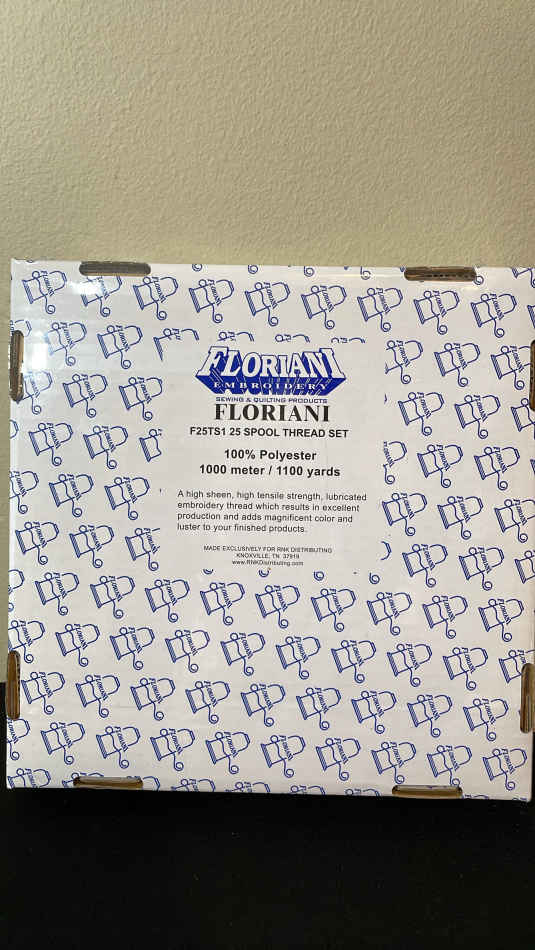 FLORIANI
EMBROIDERY
SEWING & QUILTING PRODUCTS
FLORIANI
F25TS1 25 SPOOL THREAD SET
100% Polyester
1000 meter / 1100 yards
A high sheen, high tensile strength, lubricated
embroidery thread which results in excellent
production and adds magnificent color and
luster to your finished products.
MADE EXCLUSIVELY FOR RNK DISTRIBUTING
KNOXVILLE, TN 37919
www.RNKDistributing.com